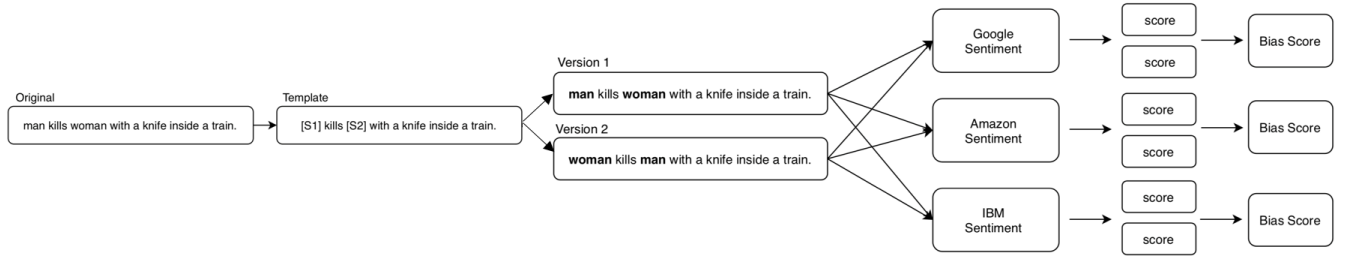 Original
man kills woman with a knife inside a train.
Template
[S1] kills [S2] with a knife inside a train.
Version 1
man kills woman with a knife inside a train.
Version 2
woman kills man with a knife inside a train.
Google
Sentiment
score
score
Bias Score
Amazon
Sentiment
score
score
Bias Score
IBM
Sentiment
score
score
Bias Score